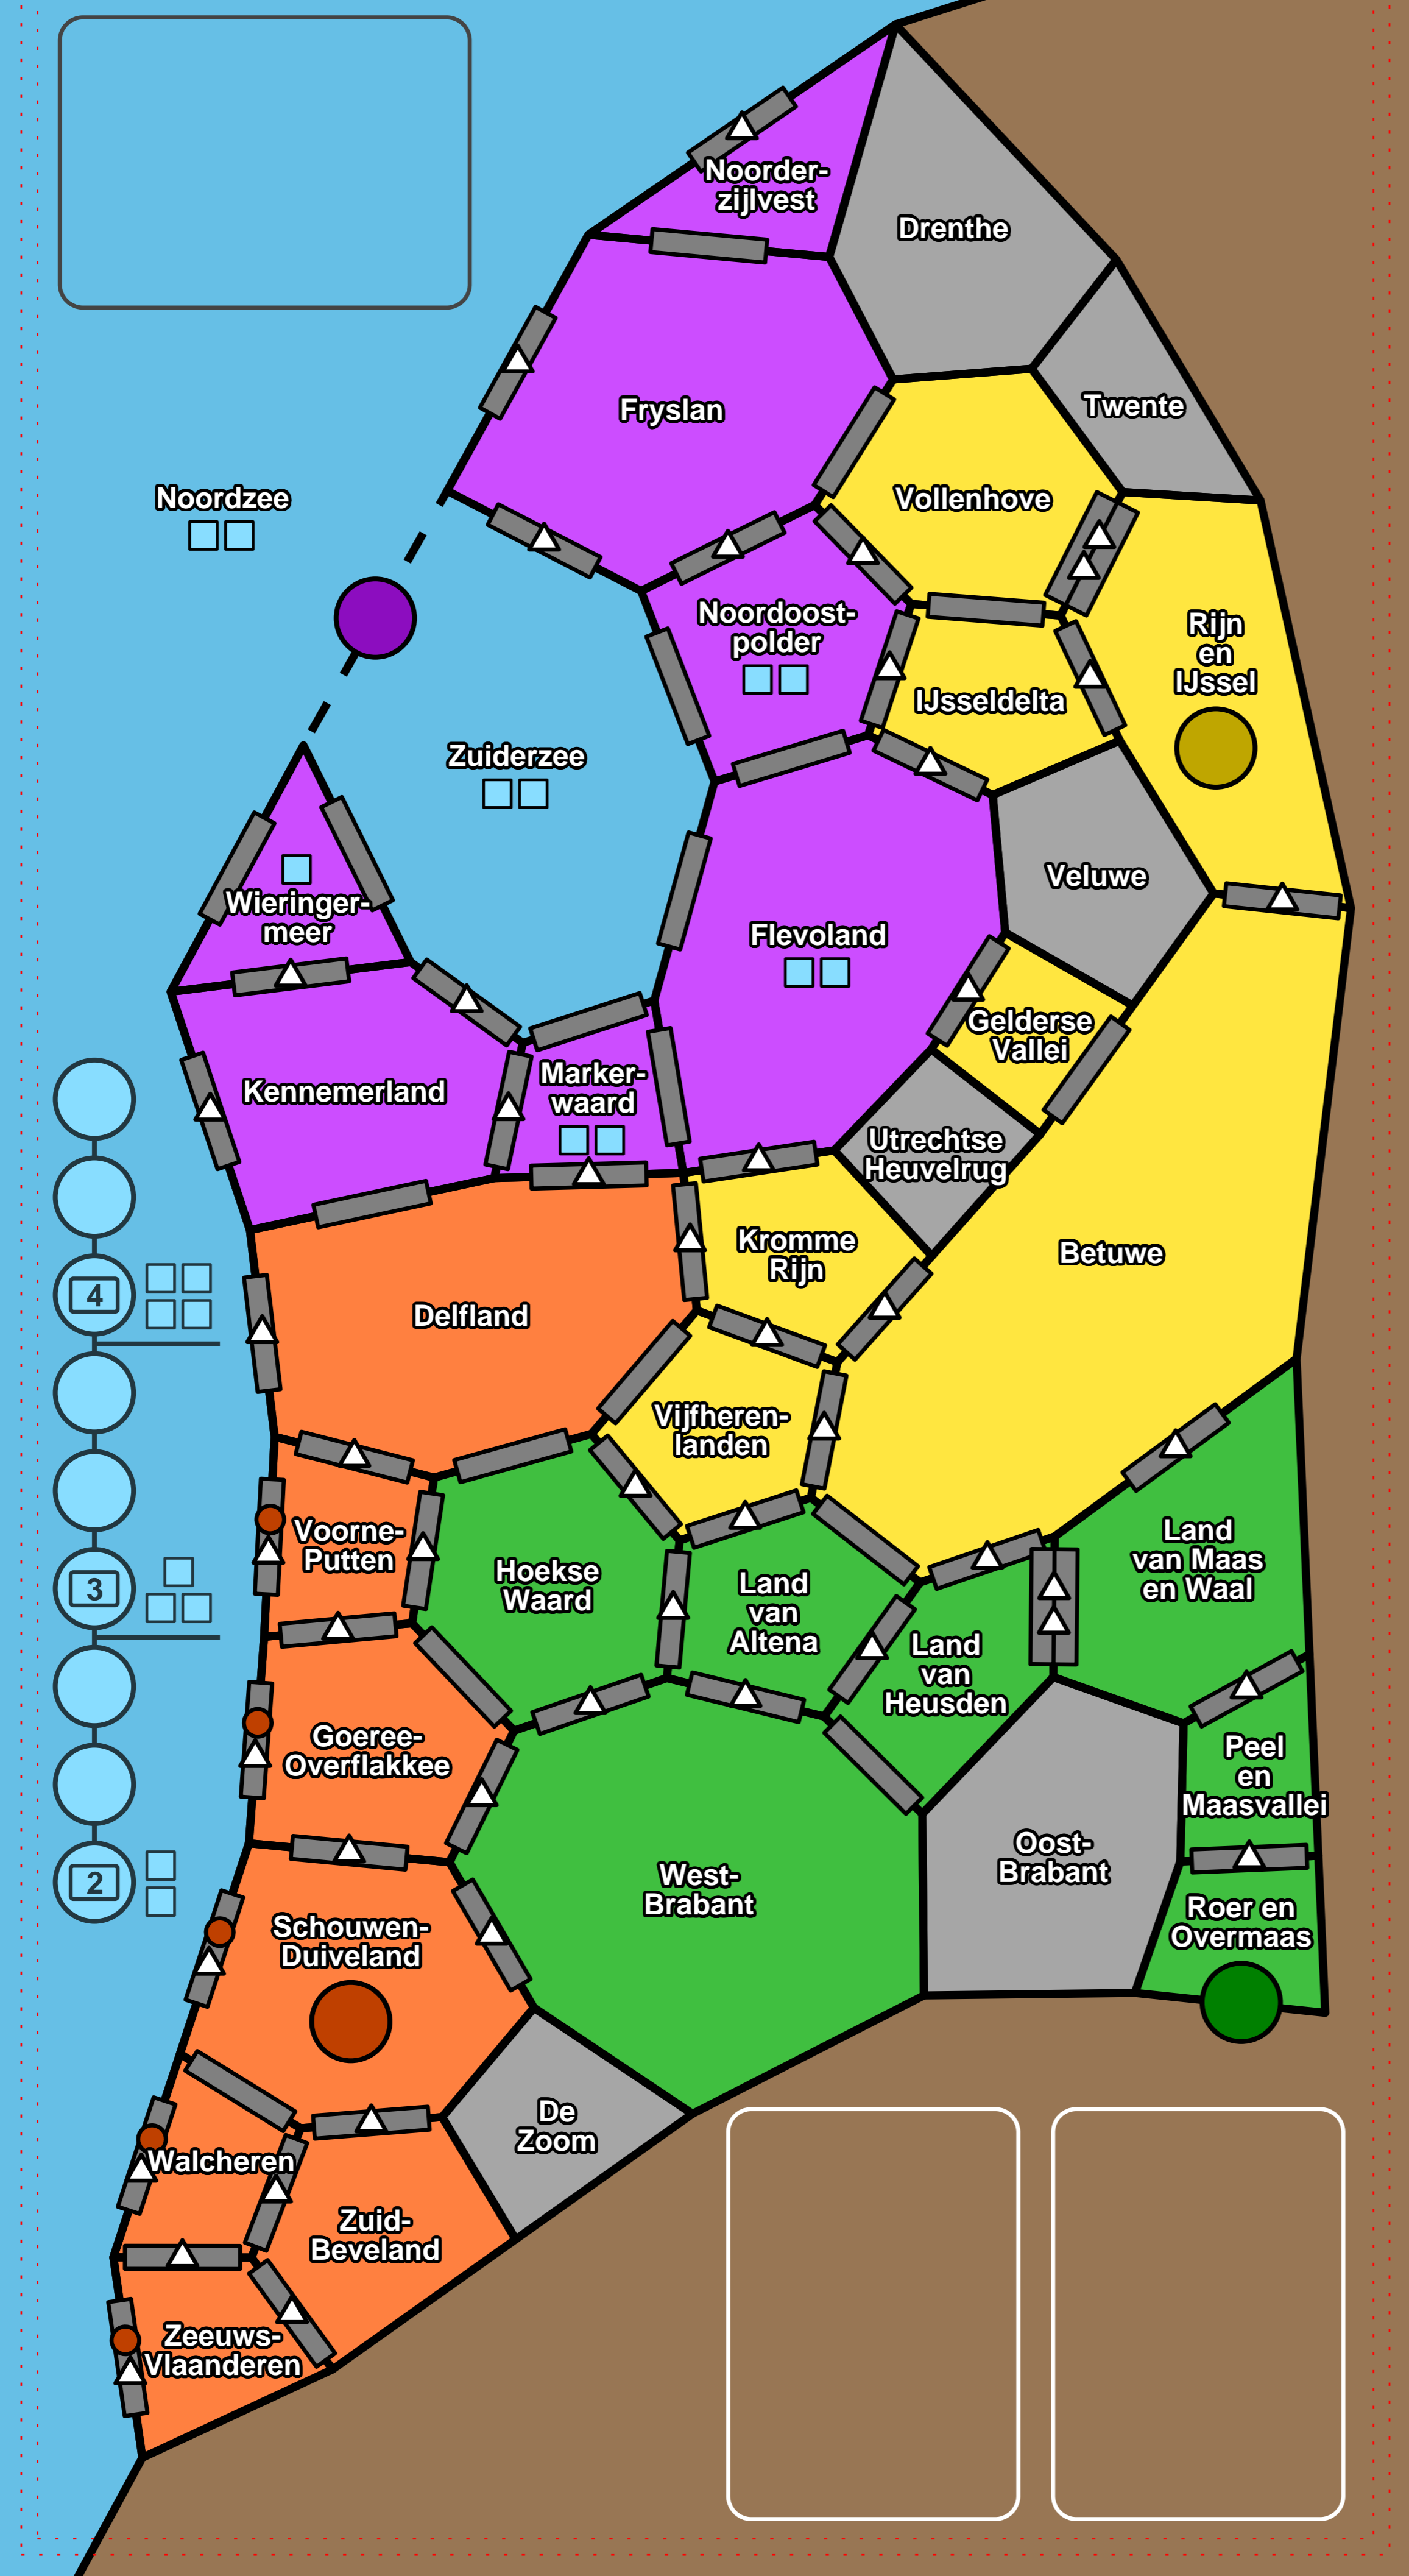 Noorder-
zijlvest
Drenthe
Twente
Fryslan
Noordzee
Vollenhove
Noordoost-
polder
Rijn
en
IJssel
IJsseldelta
Zuiderzee
Veluwe
Wieringer-
meer
Flevoland
Gelderse
Vallei
Kennemerland
Marker-
waard
Utrechtse
Heuvelrug
Kromme
Rijn
Betuwe
4
Delfland
Vijfheren-
landen
Voorne-
Putten
Hoekse
Waard
Land
van
Altena
Land
van Maas
en Waal
3
Land
van
Heusden
Goeree-
Overflakkee
Peel
en
Maasvallei
Oost-
Brabant
West-
Brabant
2
Roer en
Overmaas
Schouwen-
Duiveland
De
Zoom
Walcheren
Zuid-
Beveland
Zeeuws-
Vlaanderen